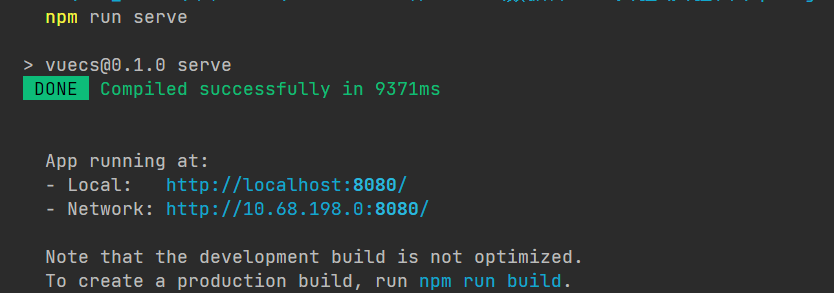 npm run serve
> vuecs@0.1.0 serve
DONE Compiled successfully in 9371ms
App running at:
- Local: http://localhost:8080/
- Network: http://10.68.198.0:8080/
Note that the development build is not optimized.
To create a production build, run npm run build.